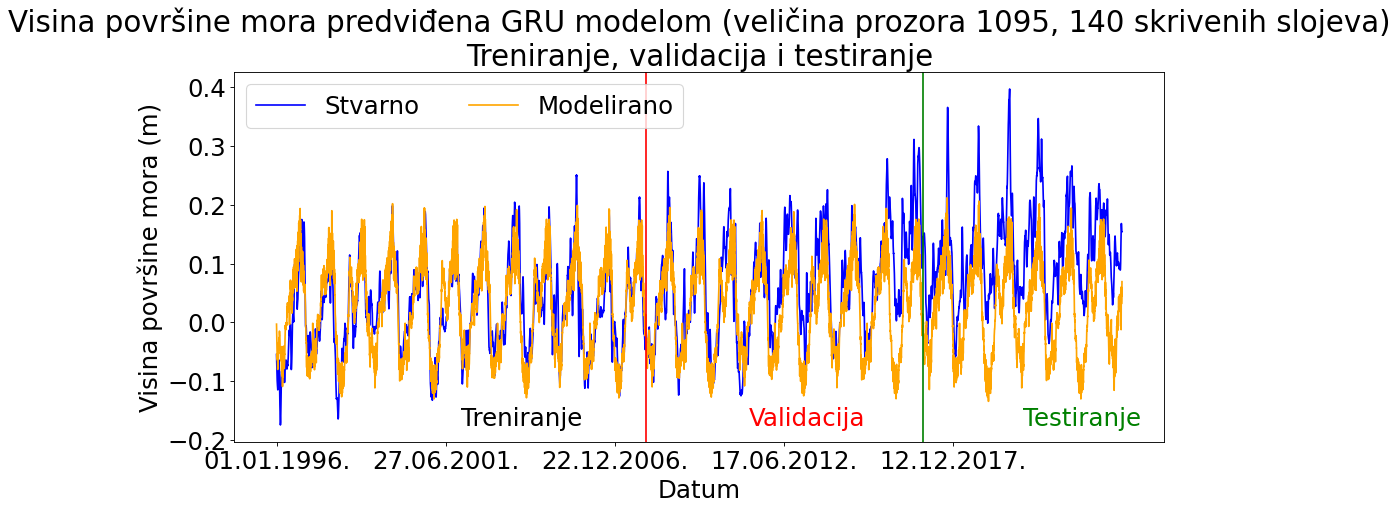 Visina površine mora predviđena GRU modelom (veličina prozora 1095, 140 skrivenih slojeva)
Treniranje, validacija i testiranje
Stvarno
Modelirano
Visina površine mora (m)
0.4
0.3
0.2
0.1
0.0
−0.1
−0.2
Treniranje
Validacija
Testiranje
01.01.1996.
27.06.2001.
22.12.2006.
17.06.2012.
12.12.2017.
Datum